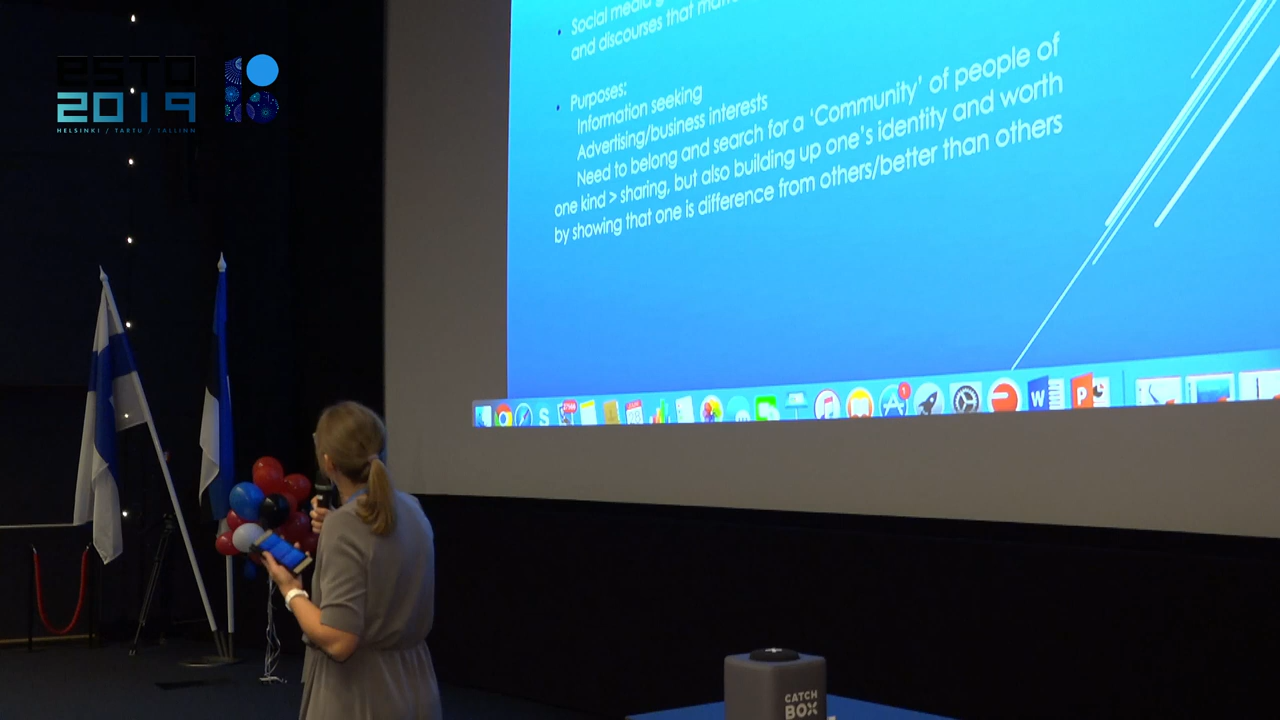 ESTO
2019
HELSINKI / TARTU / TALLINN
Social media
and discourses that
Purposes:
Information seeking
Advertising/business interests
Need to belong and search for a ‘Community’ of people of
one kind > sharing, but also building up one’s identity and worth
by showing that one is difference from others/better than others
W
P
CATCH
BOX